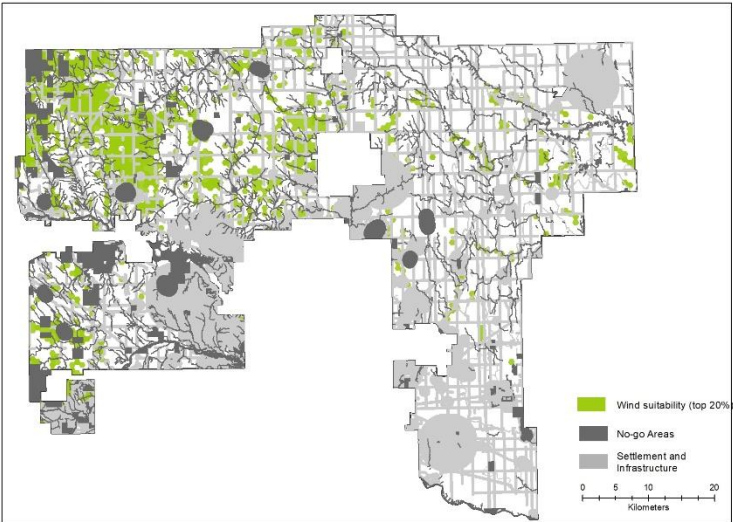 Wind suitability (top 20%)
No-go Areas
Settlement and
Infrastructure
0 5 10 20
Kilometers